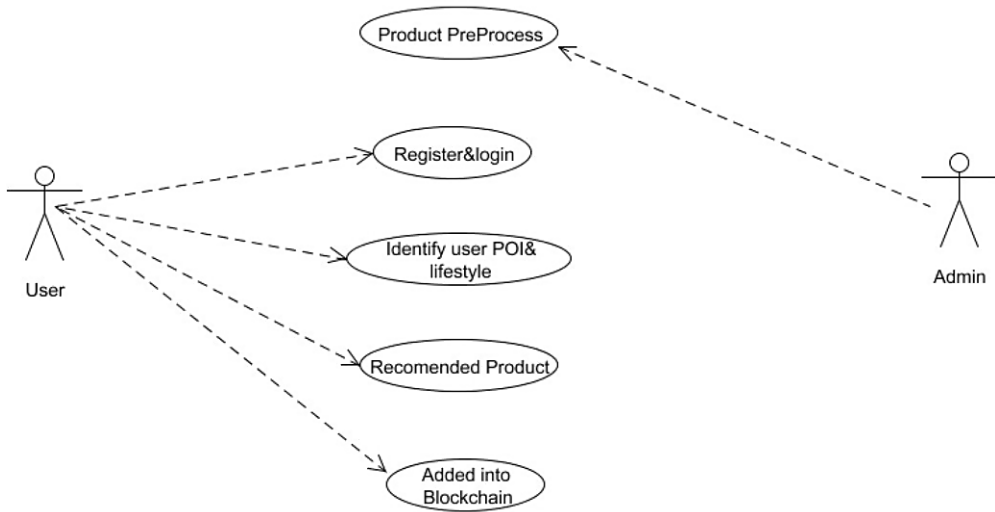 Product PreProcess
Register&login
Identify user POI&
lifestyle
User
Admin
Recomended Product
Added into
Blockchain